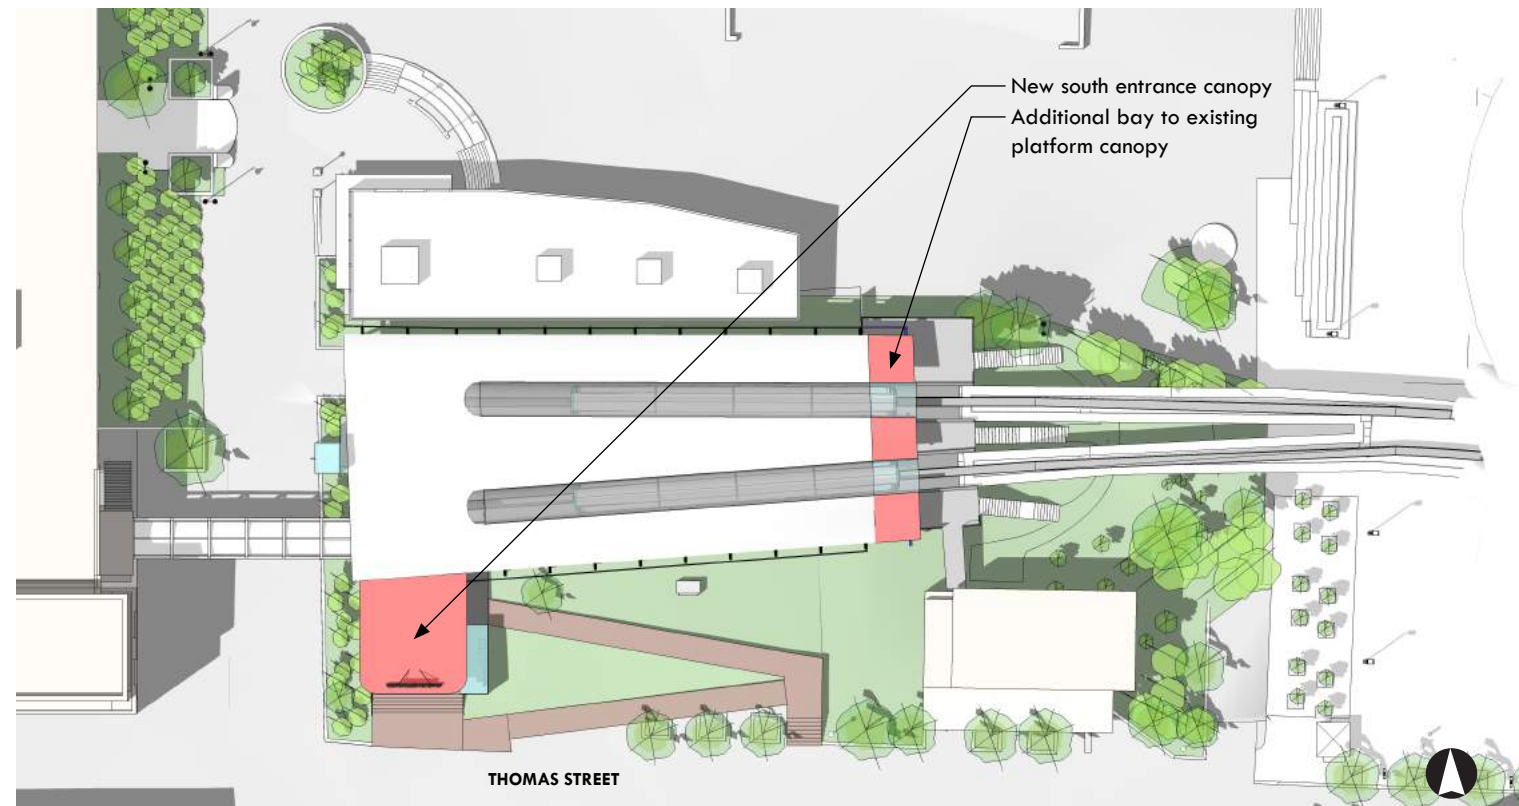 New south entrance canopy
Additional bay to existing
platform canopy
THOMAS STREET